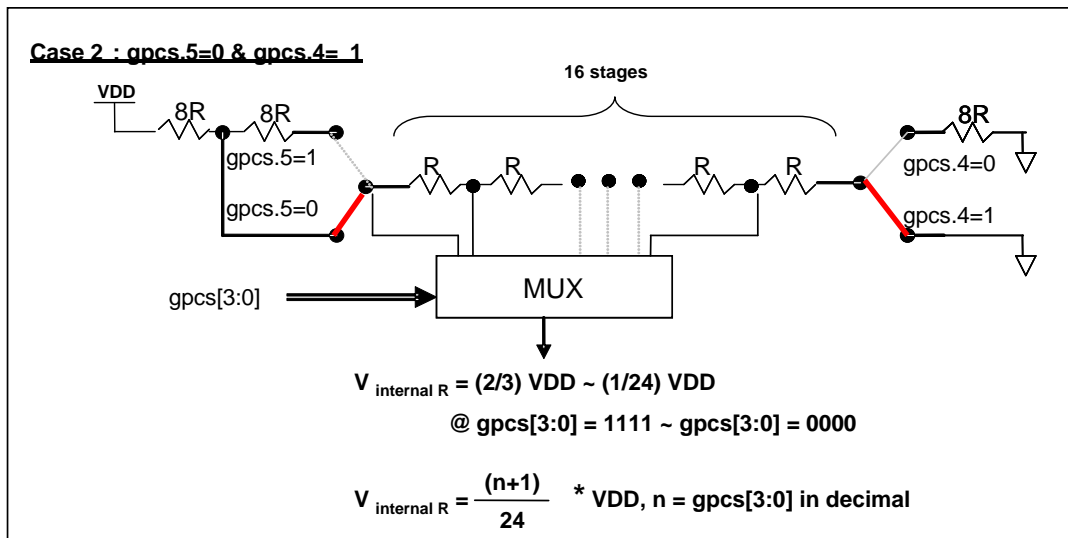 Case 2 : gpcs.5=0 & gpcs.4= 1
16 stages
VDD
8R
8R
8R
gpcs.5=1
gpcs.4=0
R
R
R
R
gpcs.5=0
gpcs.4=1
MUX
gpcs[3:0]
V internal R = (2/3) VDD ~ (1/24) VDD
@ gpcs[3:0] = 1111 ~ gpcs[3:0] = 0000
V internal R = (n+1) / 24 * VDD, n = gpcs[3:0] in decimal